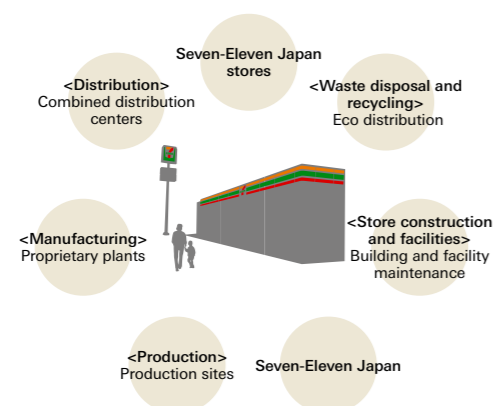 Seven-Eleven Japan
stores
<Distribution>
Combined distribution
centers
<Waste disposal and
recycling>
Eco distribution
<Manufacturing>
Proprietary plants
<Store construction
and facilities>
Building and facility
maintenance
<Production>
Production sites
Seven-Eleven Japan